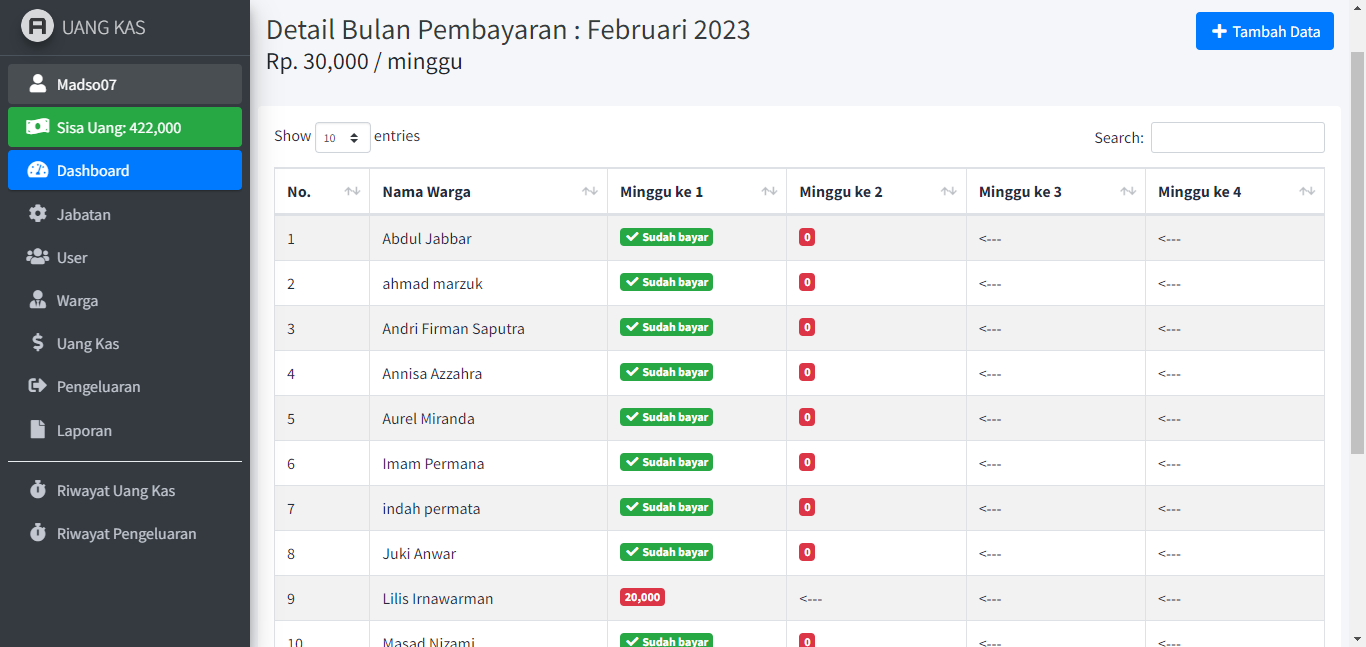 UANG KAS
Madso07
Sisa Uang: 422,000
Dashboard
Jabatan
User
Warga
Uang Kas
Pengeluaran
Laporan
Riwayat Uang Kas
Riwayat Pengeluaran
Detail Bulan Pembayaran : Februari 2023
Rp. 30,000 / minggu
Tambah Data
Show 10 entries
Search:
No. Nama Warga Minggu ke 1 Minggu ke 2 Minggu ke 3 Minggu ke 4
1 Abdul Jabbar Sudah bayar 0 <--- <---
2 ahmad marzuk Sudah bayar 0 <--- <---
3 Andri Firman Saputra Sudah bayar 0 <--- <---
4 Annisa Azzahra Sudah bayar 0 <--- <---
5 Aurel Miranda Sudah bayar 0 <--- <---
6 Imam Permana Sudah bayar 0 <--- <---
7 indah permata Sudah bayar 0 <--- <---
8 Juki Anwar Sudah bayar 0 <--- <---
9 Lilis Irnawarman 20,000 <--- <--- <---
10 Masad Nizami Sudah bayar 0 <--- <---